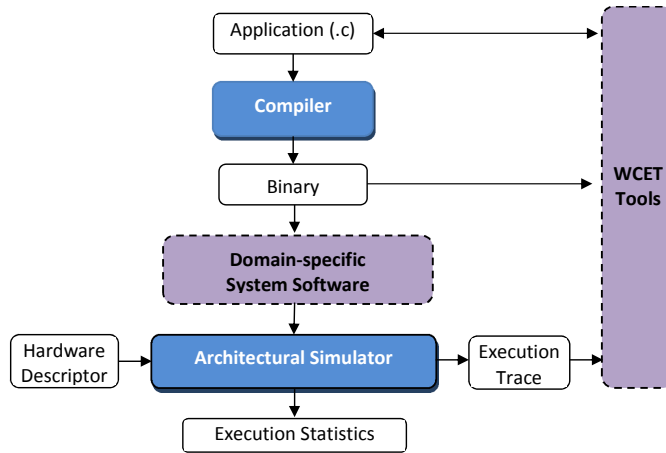 Application (.c)
Compiler
Binary
WCET
Tools
Domain-specific
System Software
Hardware
Descriptor
Architectural Simulator
Execution
Trace
Execution Statistics